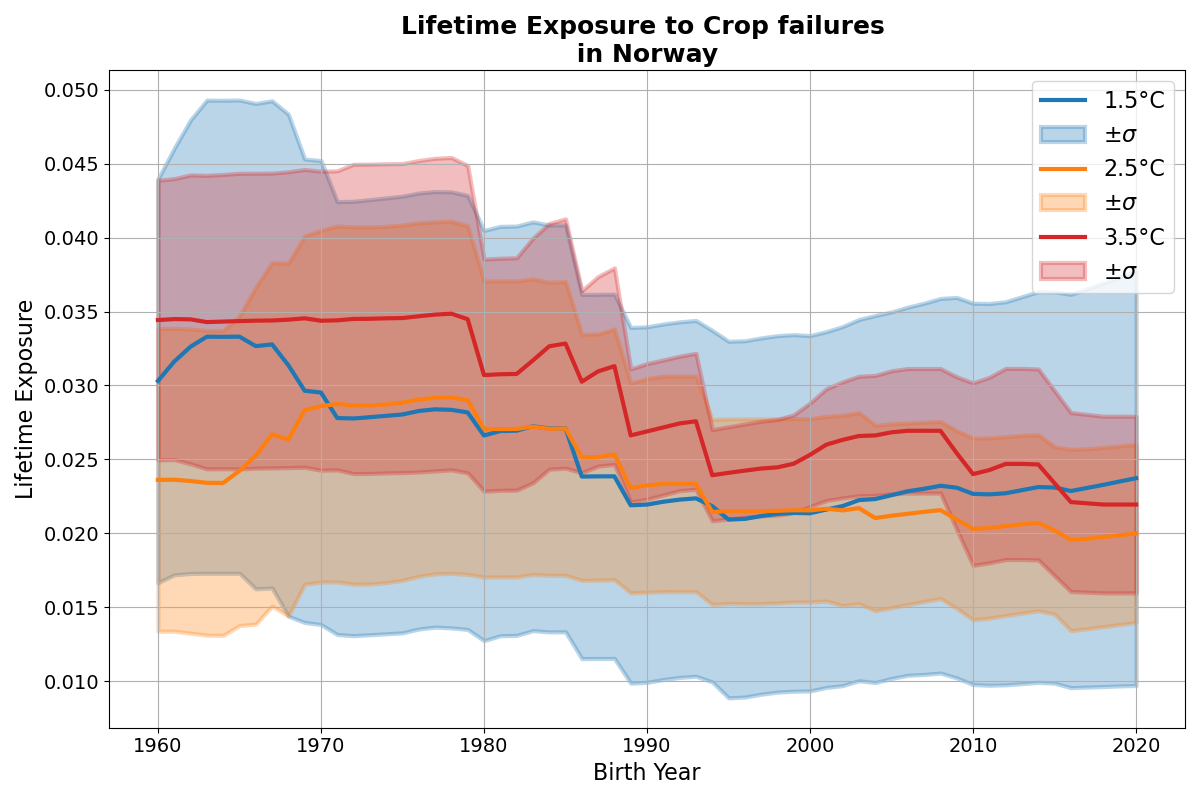 Lifetime Exposure to Crop failures
in Norway
0.050
0.045
0.040
0.035
0.030
0.025
0.020
0.015
0.010
Lifetime Exposure
1960
1970
1980
1990
2000
2010
2020
Birth Year
1.5°C
±σ
2.5°C
±σ
3.5°C
±σ